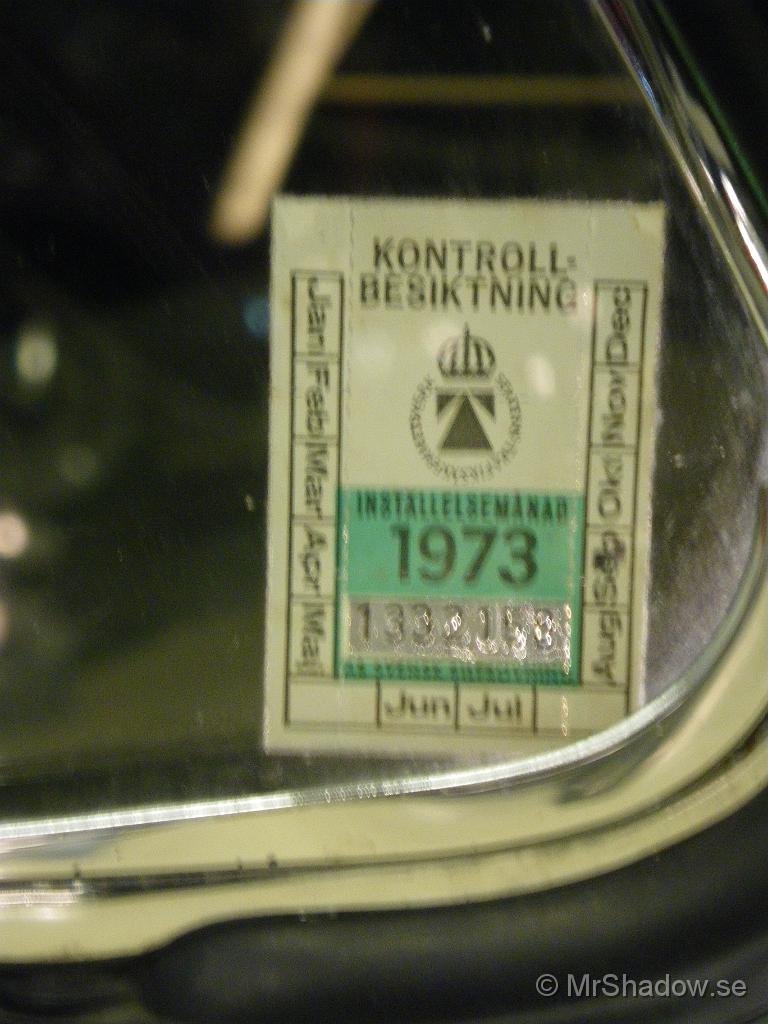 KONTROLL-
BESIKTNING
Jan Feb Mar Apr Maj
INSTÄLLELSEMÅNAD
1973
Jun Jul
Aug Sep Okt Nov Dec
© MrShadow.se